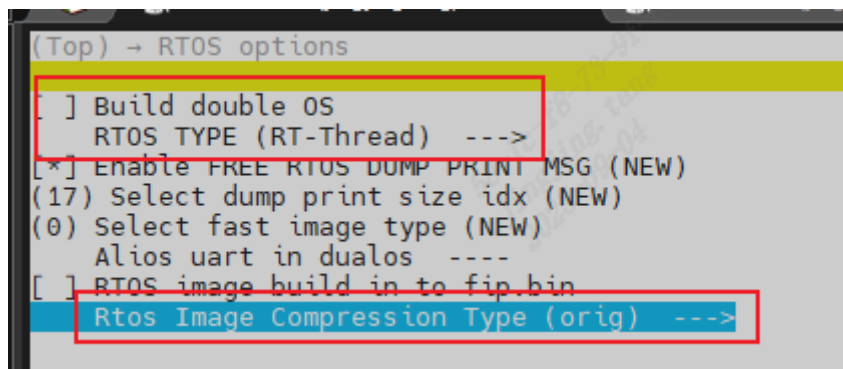 (Top) → RTOS options
[ ] Build double OS
RTOS TYPE (RT-Thread) --->
[*] Enable FREE RTOS DUMP PRINT MSG (NEW)
(17) Select dump print size idx (NEW)
(0) Select fast image type (NEW)
Alios uart in dualos ----
[ ] RTOS image build in to fip.bin
Rtos Image Compression Type (orig) --->